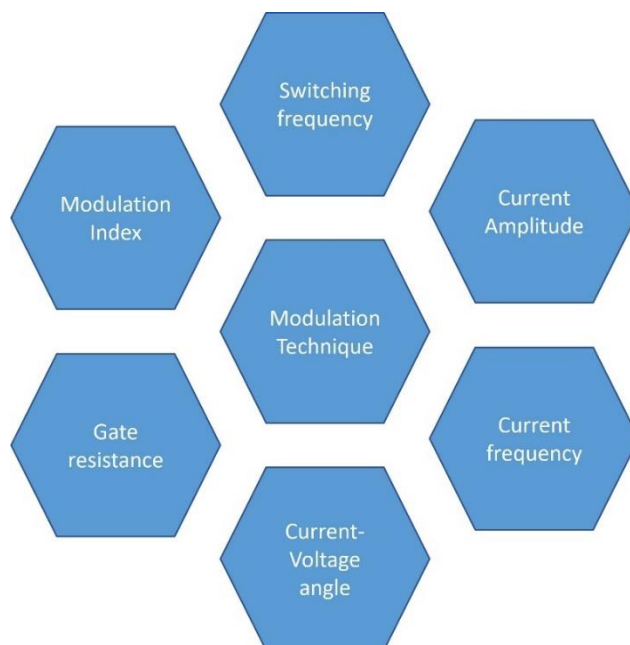 Switching
frequency
Modulation
Index
Current
Amplitude
Modulation
Technique
Gate
resistance
Current
frequency
Current-
Voltage
angle